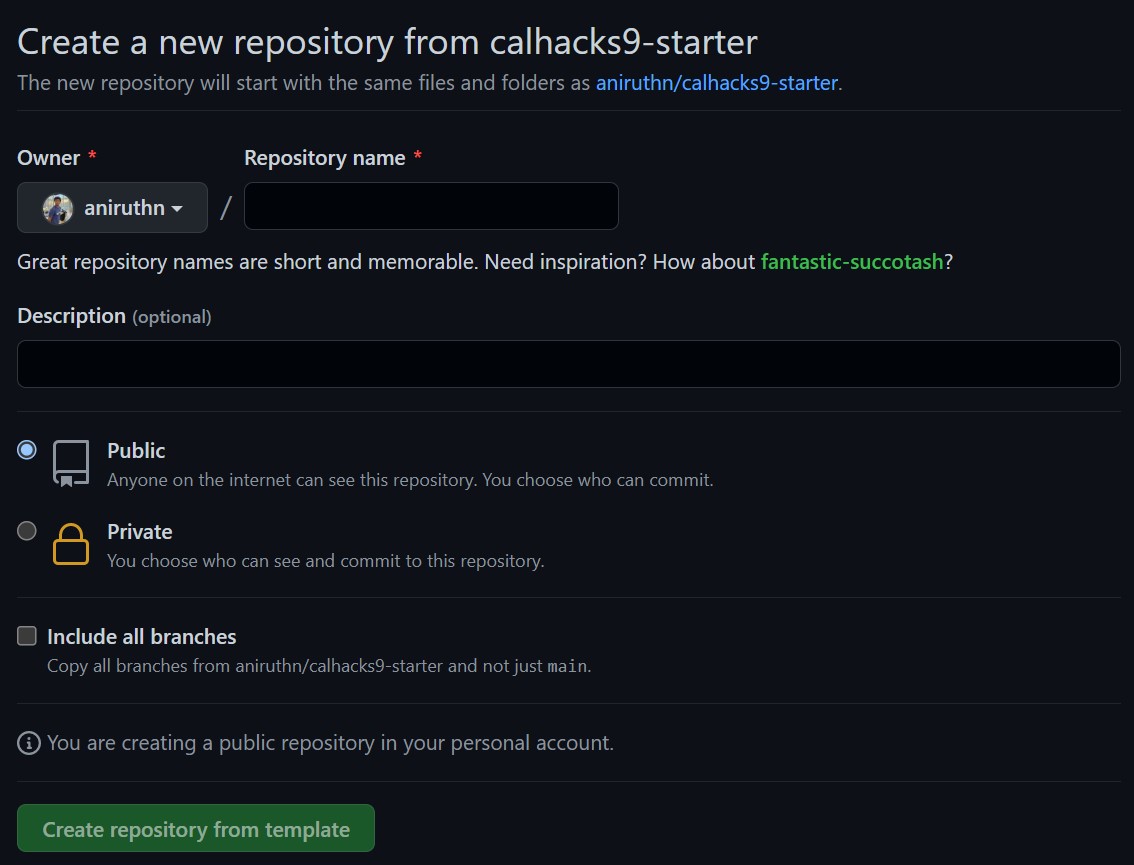 Create a new repository from calhacks9-starter
The new repository will start with the same files and folders as aniruthn/calhacks9-starter.
Owner * Repository name *
aniruthn /
Great repository names are short and memorable. Need inspiration? How about fantastic-succotash?
Description (optional)
Public
Anyone on the internet can see this repository. You choose who can commit.
Private
You choose who can see and commit to this repository.
Include all branches
Copy all branches from aniruthn/calhacks9-starter and not just main.
You are creating a public repository in your personal account.
Create repository from template